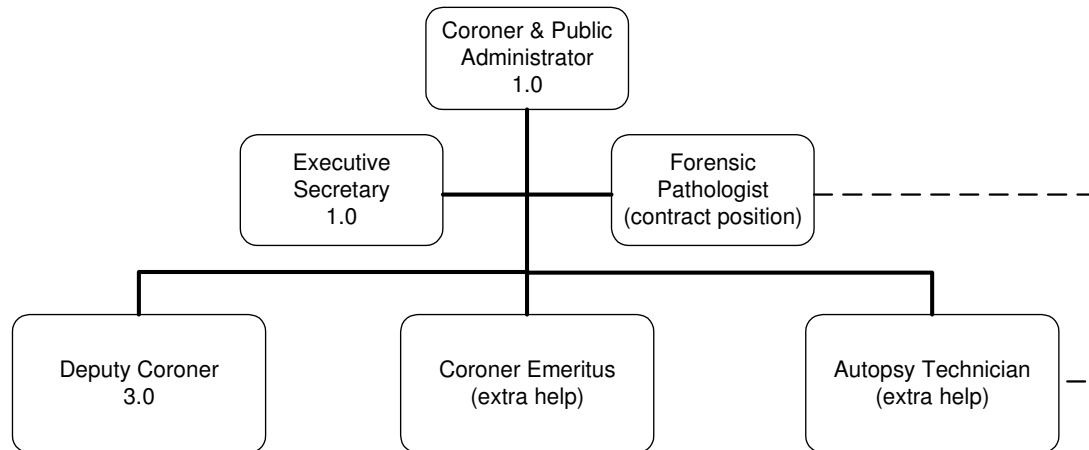 Coroner & Public
Administrator
1.0
Executive
Secretary
1.0
Forensic
Pathologist
(contract position)
Deputy Coroner
3.0
Coroner Emeritus
(extra help)
Autopsy Technician
(extra help)